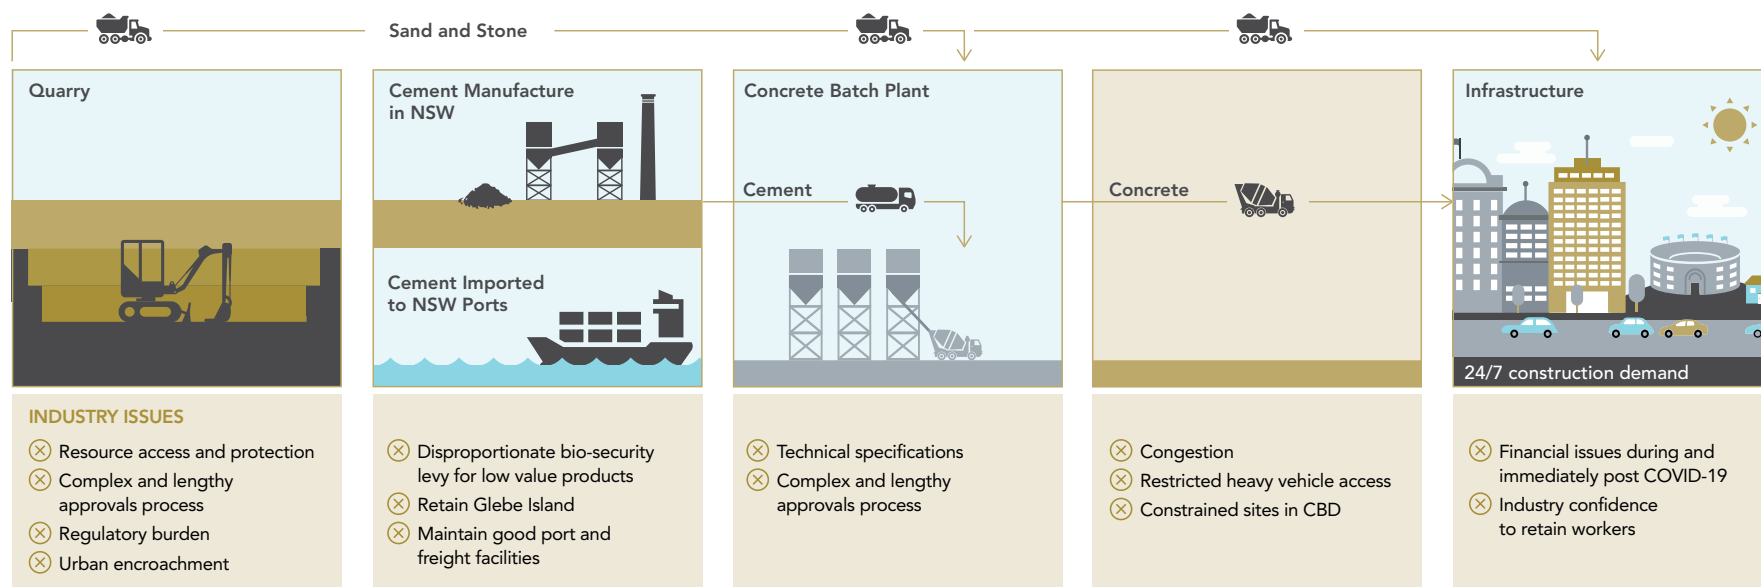 Sand and Stone
Quarry
Cement Manufacture
in NSW
Cement Imported
to NSW Ports
Concrete Batch Plant
Cement
Concrete
Infrastructure
24/7 construction demand
INDUSTRY ISSUES
Resource access and protection
Complex and lengthy
approvals process
Regulatory burden
Urban encroachment
Disproportionate bio-security
levy for low value products
Retain Glebe Island
Maintain good port and
freight facilities
Technical specifications
Complex and lengthy
approvals process
Congestion
Restricted heavy vehicle access
Constrained sites in CBD
Financial issues during and
immediately post COVID-19
Industry confidence
to retain workers